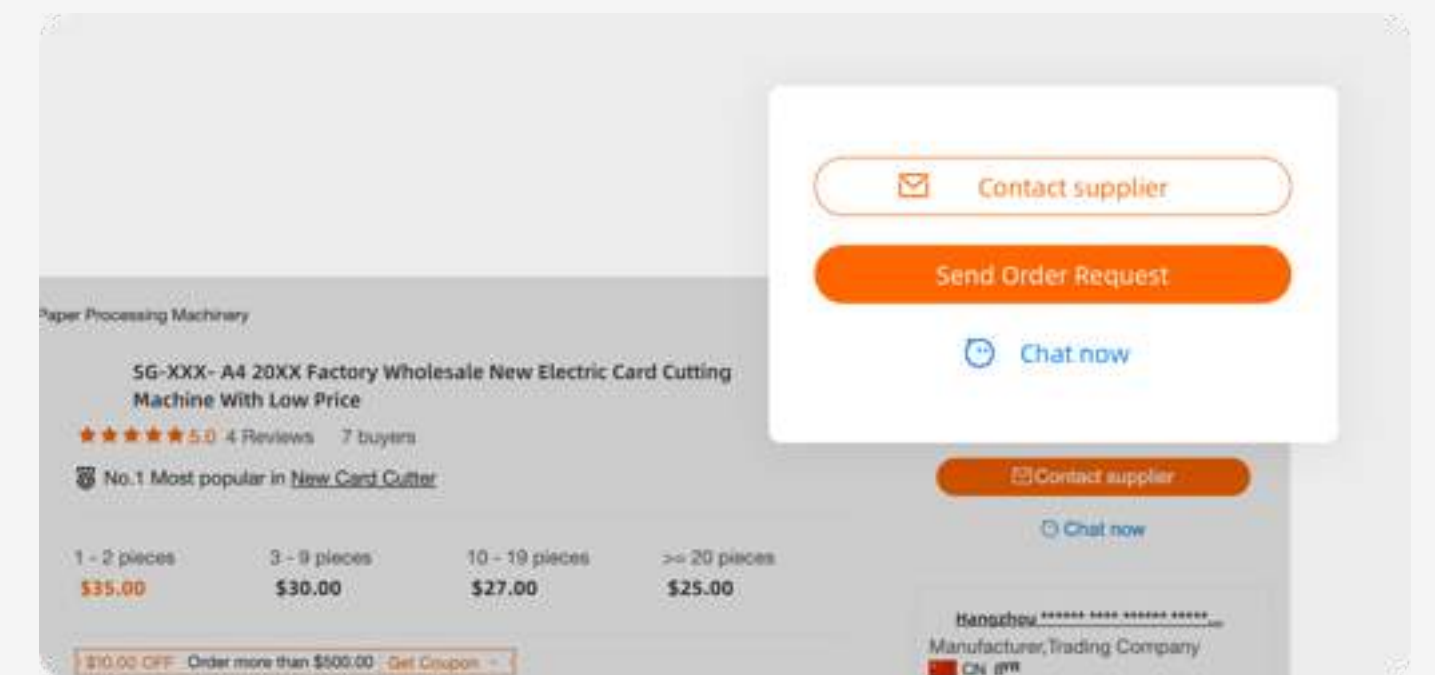 Contact supplier
Send Order Request
Chat now
Paper Processing Machinery
SG-XXX- A4 20XX Factory Wholesale New Electric Card Cutting
Machine With Low Price
5.0 4 Reviews 7 buyers
No.1 Most popular in New Card Cutter
Contact supplier
Chat now
1 - 2 pieces 3 - 9 pieces 10 - 19 pieces >= 20 pieces
$35.00 $30.00 $27.00 $25.00
Hangzhou ****** **** ****** *****...
Manufacturer,Trading Company
$10.00 OFF Order more than $500.00 Get Coupon
CN